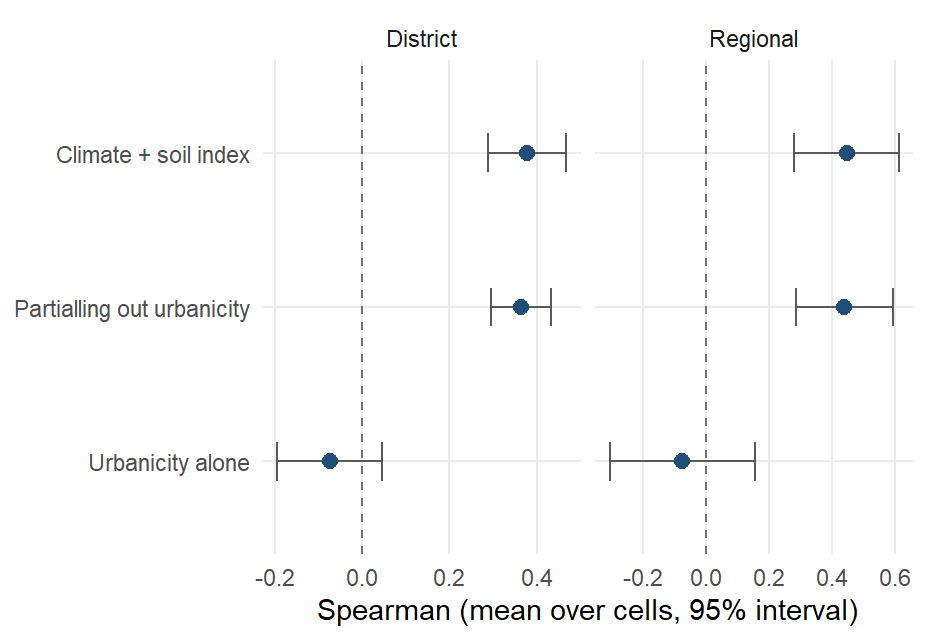 District Regional
Climate + soil index
Partialling out urbanicity
Urbanicity alone
-0.2 0.0 0.2 0.4 -0.2 0.0 0.2 0.4 0.6
Spearman (mean over cells, 95% interval)